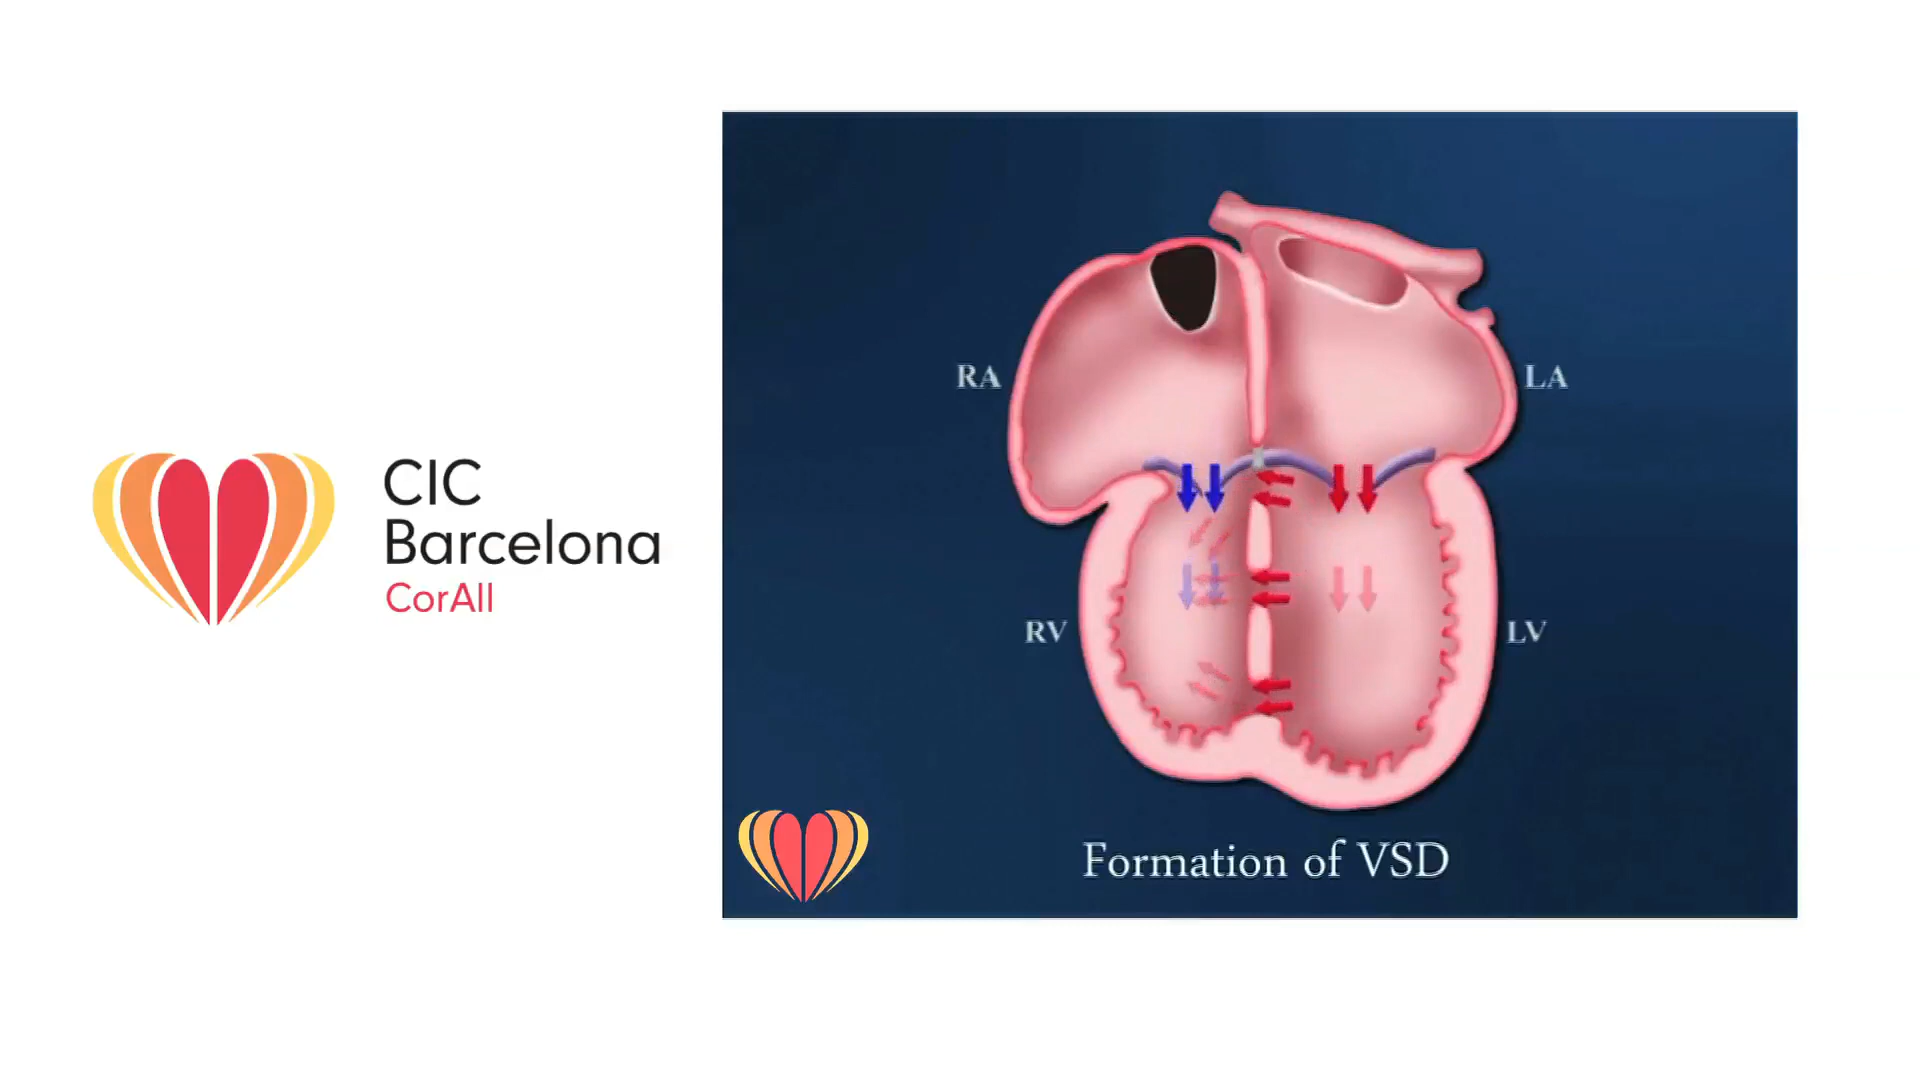 CIC
Barcelona
CorAll
RA
LA
RV
LV
Formation of VSD